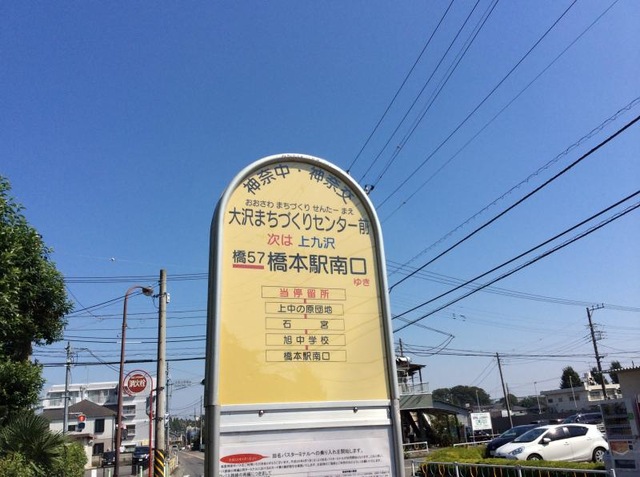 神奈中・神奈交
おおさわ まちづくり せんたー まえ
大沢まちづくりセンター前
次は 上九沢
橋57 橋本駅南口
ゆき
当停留所
上中の原団地
石宮
旭中学校
橋本駅南口
消火栓